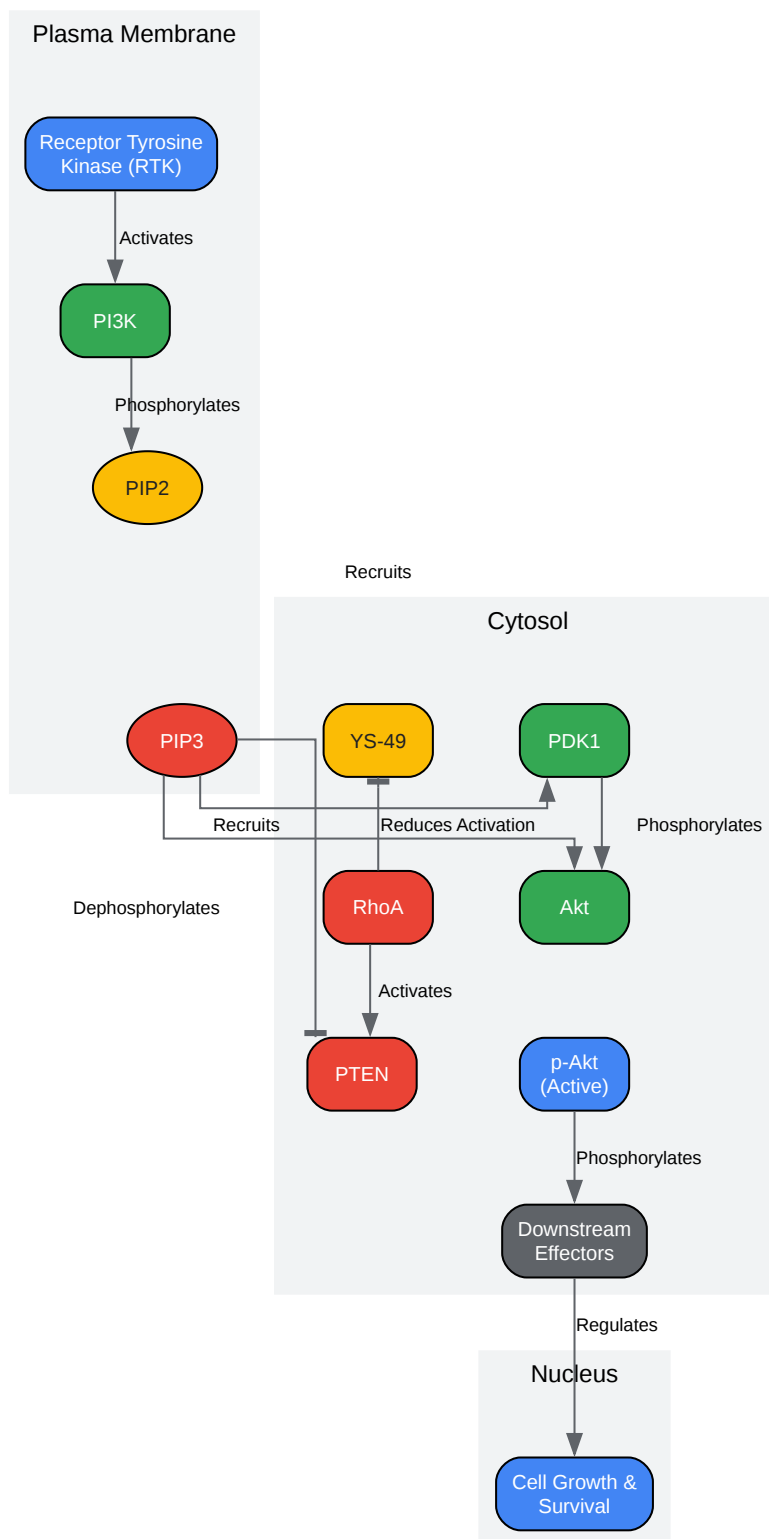 Plasma Membrane
Receptor Tyrosine
Kinase (RTK)
Activates
PI3K
Phosphorylates
PIP2
Recruits
Cytosol
PIP3
YS-49
PDK1
Recruits
Reduces Activation
Phosphorylates
Dephosphorylates
RhoA
Akt
Activates
PTEN
p-Akt
(Active)
Phosphorylates
Downstream
Effectors
Regulates
Nucleus
Cell Growth &
Survival